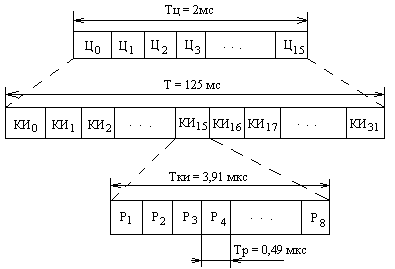 Тц = 2мс
Ц0 Ц1 Ц2 Ц3 . . . Ц15
Т = 125 мс
КИ0 КИ1 КИ2 . . . КИ15 КИ16 КИ17 . . . КИ31
Тки = 3,91 мкс
Р1 Р2 Р3 Р4 . . . Р8
Тр = 0,49 мкс